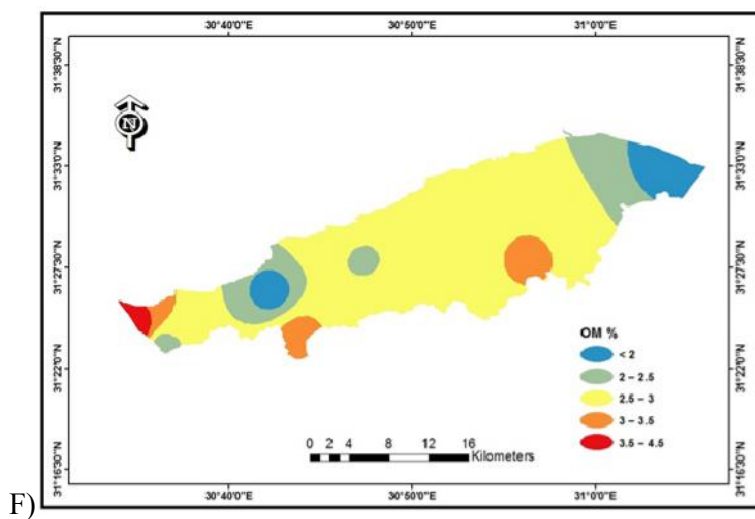 30°40'0"E 30°50'0"E 31°0'0"E
31°38'30"N 31°38'30"N
31°33'0"N 31°33'0"N
31°27'30"N 31°27'30"N
31°22'0"N 31°22'0"N
31°16'30"N 31°16'30"N
N
OM %
< 2
2 – 2.5
2.5 – 3
3 – 3.5
3.5 – 4.5
0 2 4 8 12 16
Kilometers
30°40'0"E 30°50'0"E 31°0'0"E
F)